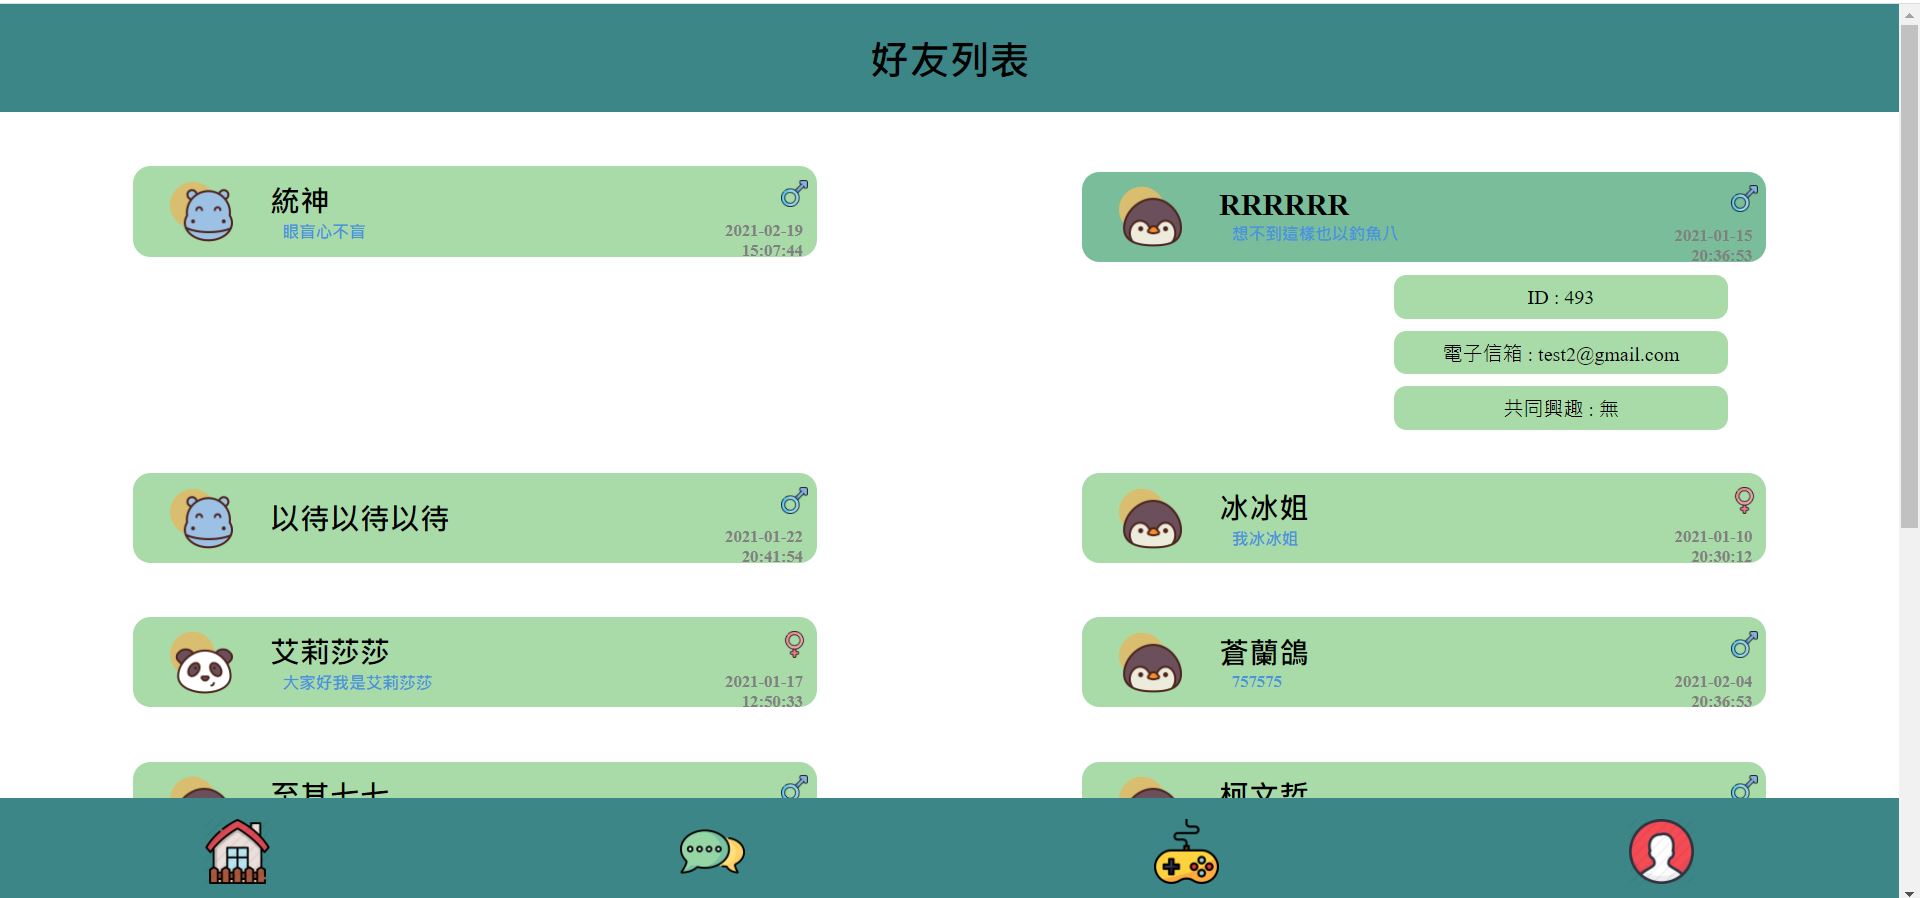 好友列表
統神
眼盲心不盲
2021-02-19
15:07:44
RRRRRR
想不到這樣也以釣魚八
2021-01-15
20:36:53
ID : 493
電子信箱 : test2@gmail.com
共同興趣 : 無
以待以待以待
2021-01-22
20:41:54
冰冰姐
我冰冰姐
2021-01-10
20:30:12
艾莉莎莎
大家好我是艾莉莎莎
2021-01-17
12:50:33
蒼蘭鴿
757575
2021-02-04
20:36:53
柯文哲